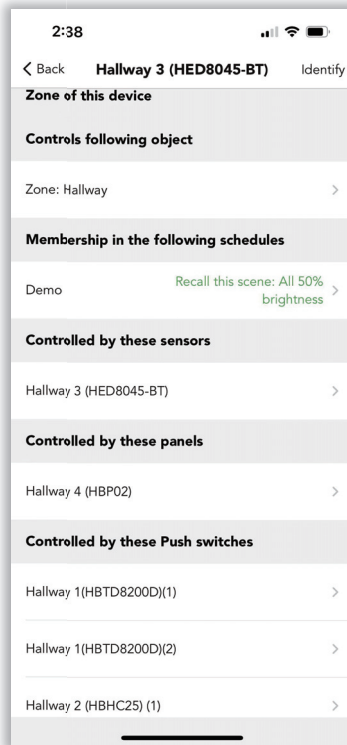 2:38
Back Hallway 3 (HED8045-BT) Identify
Zone of this device
Controls following object
Zone: Hallway
Membership in the following schedules
Demo Recall this scene: All 50%
brightness
Controlled by these sensors
Hallway 3 (HED8045-BT)
Controlled by these panels
Hallway 4 (HBP02)
Controlled by these Push switches
Hallway 1(HBTD8200D)(1)
Hallway 1(HBTD8200D)(2)
Hallway 2 (HBHC25) (1)